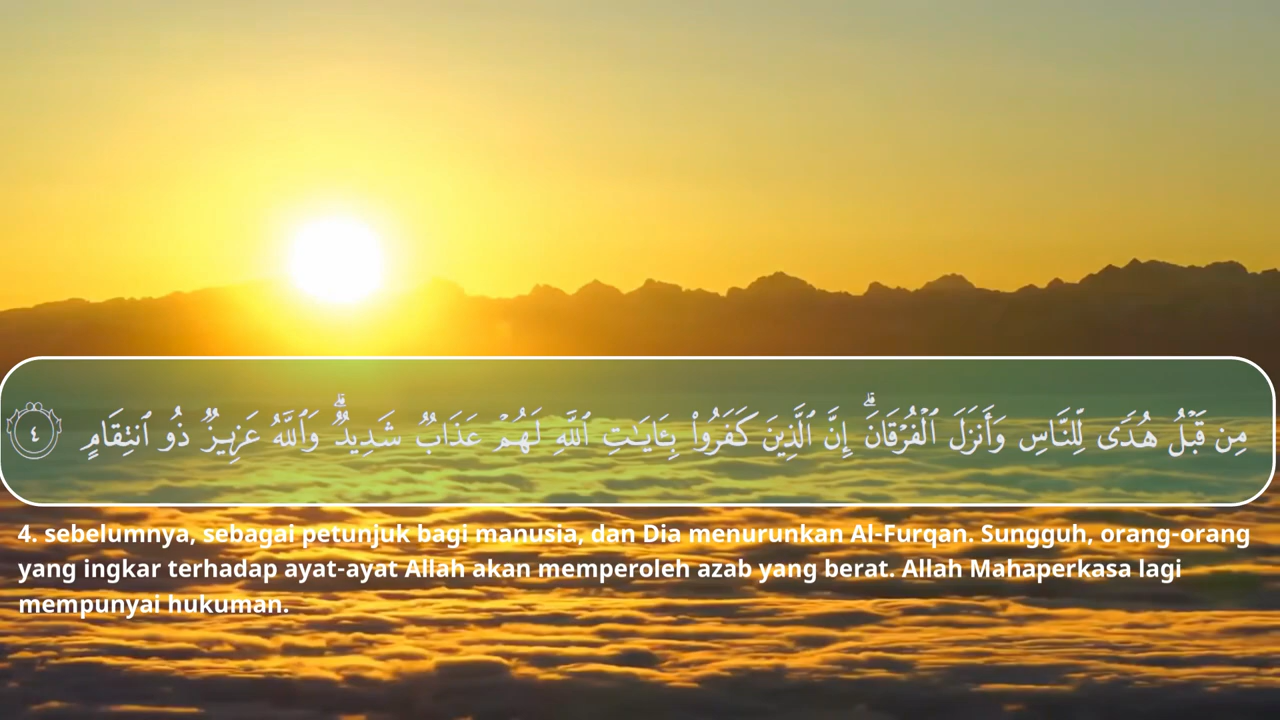 مِن قَبْلُ هُدًى لِّلنَّاسِ وَأَنزَلَ ٱلْفُرْقَانَ ۗ إِنَّ ٱلَّذِينَ كَفَرُوا۟ بِـَٔايَـٰتِ ٱللَّهِ لَهُمْ عَذَابٌ شَدِيدٌ ۗ وَٱللَّهُ عَزِيزٌ ذُو ٱنتِقَامٍ ٤
4. sebelumnya, sebagai petunjuk bagi manusia, dan Dia menurunkan Al-Furqan. Sungguh, orang-orang
yang ingkar terhadap ayat-ayat Allah akan memperoleh azab yang berat. Allah Mahaperkasa lagi
mempunyai hukuman.